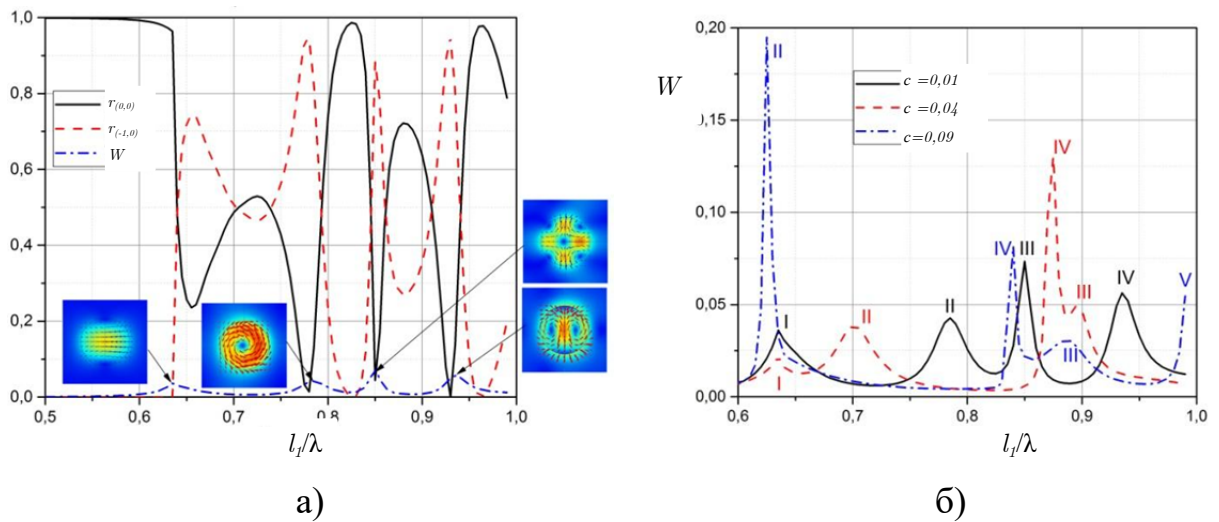 1,0
0,8
0,6
0,4
0,2
0,0
r(0,0)
r(-1,0)
W
0,5 0,6 0,7 0,8 0,9 1,0
l1/λ
а)
W
0,20
0,15
0,10
0,05
0,00
c =0,01
c =0,04
c=0,09
II
IV
IV III V
I II II III IV
I III
0,6 0,7 0,8 0,9 1,0
l1/λ
б)